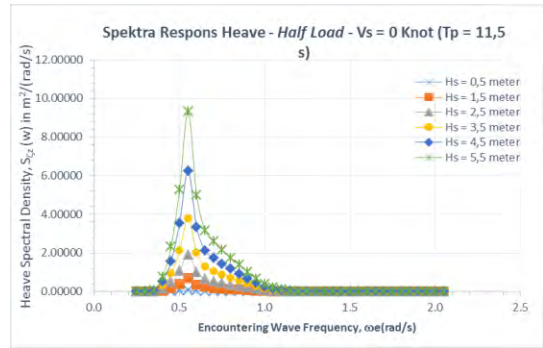 Spektra Respons Heave - Half Load - Vs = 0 Knot (Tp = 11,5
s)
Heave Spectral Density, Sζz (w) in m²/(rad/s)
12.00000
10.00000
8.00000
6.00000
4.00000
2.00000
0.00000
Hs = 0,5 meter
Hs = 1,5 meter
Hs = 2,5 meter
Hs = 3,5 meter
Hs = 4,5 meter
Hs = 5,5 meter
0.0
0.5
1.0
1.5
2.0
2.5
Encountering Wave Frequency, ωe(rad/s)